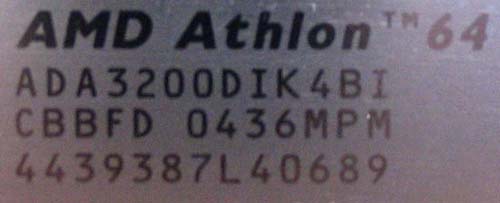 AMD Athlon™ 64
ADA3200DIK4BI
CBBFD 0436MPM
4439387L40689